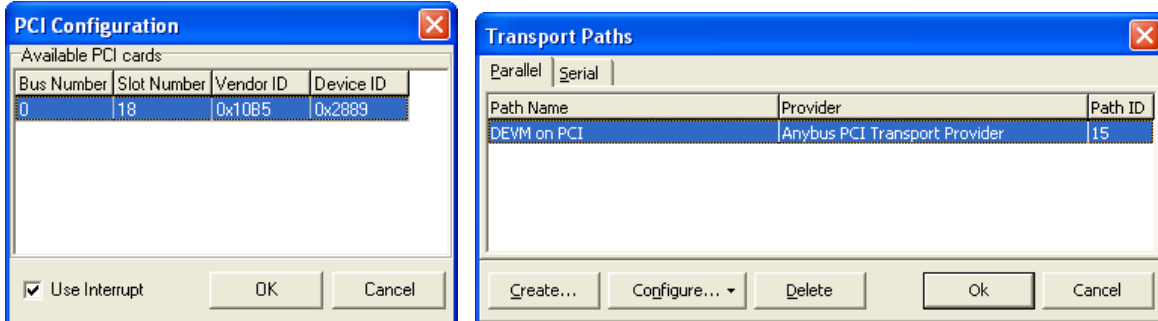 PCI Configuration
Available PCI cards
Bus Number Slot Number Vendor ID Device ID
0 18 0x10B5 0x2889
Use Interrupt OK Cancel
Transport Paths
Parallel Serial
Path Name Provider Path ID
DEVM on PCI Anybus PCI Transport Provider 15
Create... Configure... Delete Ok Cancel